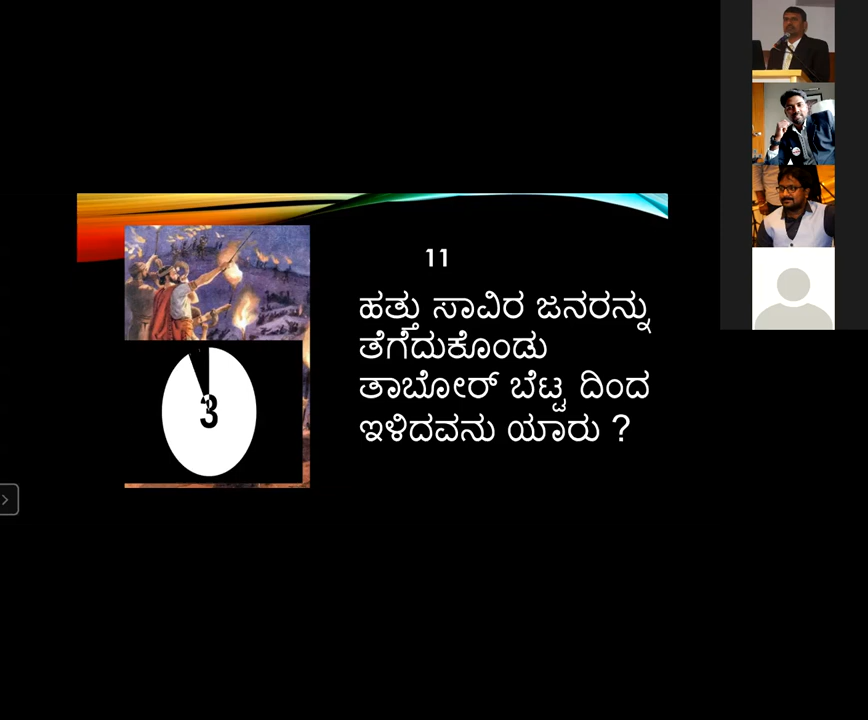 11
ಹತ್ತು ಸಾವಿರ ಜನರನ್ನು
ತೆಗೆದುಕೊಂಡು
ತಾಬೋರ್ ಬೆಟ್ಟ ದಿಂದ
ಇಳಿದವನು ಯಾರು ?
3